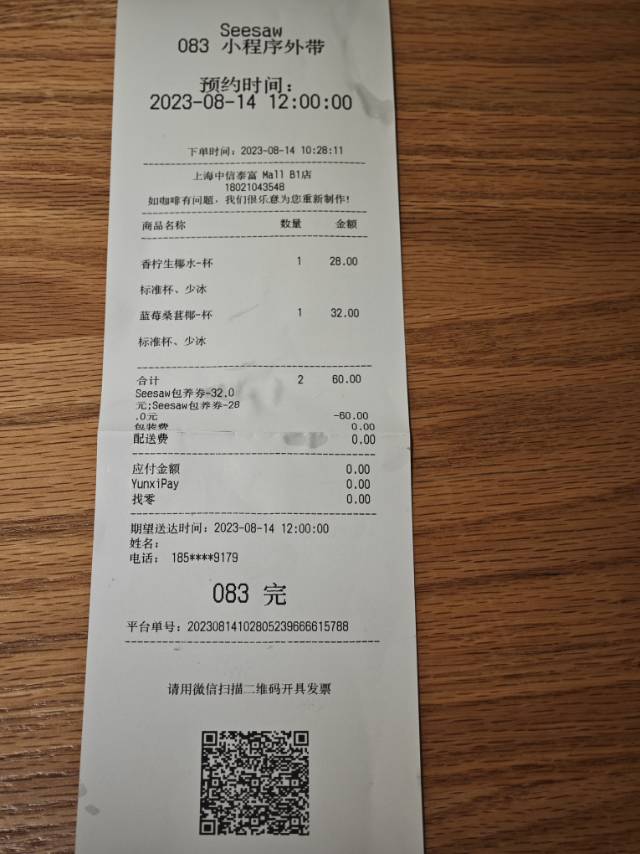 Seesaw
083 小程序外带
预约时间:
2023-08-14 12:00:00
下单时间: 2023-08-14 10:28:11
上海中信泰富 Mall B1店
18021043548
如咖啡有问题, 我们很乐意为您重新制作!
商品名称 数量 金额
香柠生椰水-杯 1 28.00
标准杯、少冰
蓝莓桑葚椰-杯 1 32.00
标准杯、少冰
合计 2 60.00
Seesaw包养券-32.0
元;Seesaw包养券-28
.0元 -60.00
包装费 0.00
配送费 0.00
应付金额 0.00
YunxiPay 0.00
找零 0.00
期望送达时间: 2023-08-14 12:00:00
姓名:
电话: 185****9179
083 完
平台单号: 20230814102805239666615788
请用微信扫描二维码开具发票